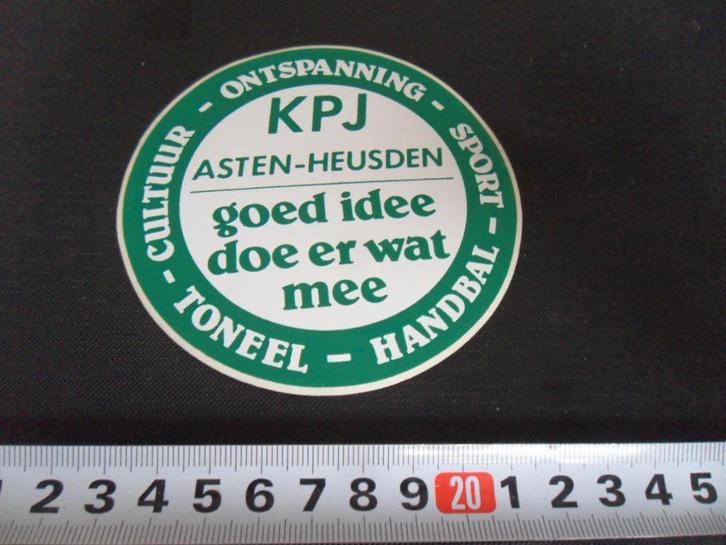 CULTUUR - ONTSPANNING - SPORT - HANDBAL - TONEEL -
KPJ
ASTEN-HEUSDEN
goed idee
doe er wat
mee
1 2 3 4 5 6 7 8 9 20 1 2 3 4 5